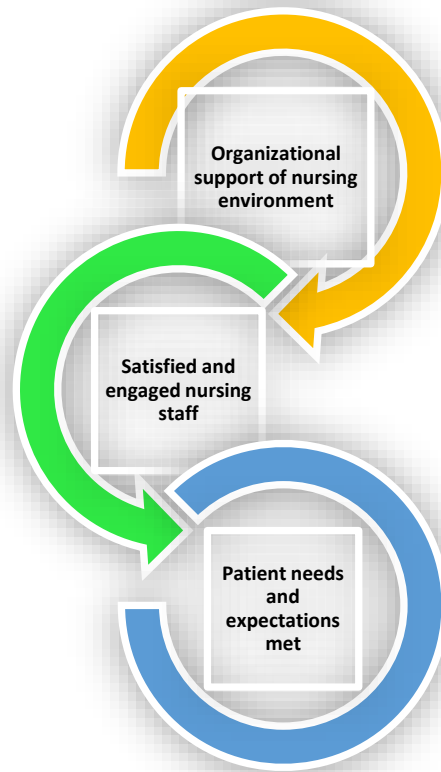 Organizational
support of nursing
environment
Satisfied and
engaged nursing
staff
Patient needs
and
expectations
met